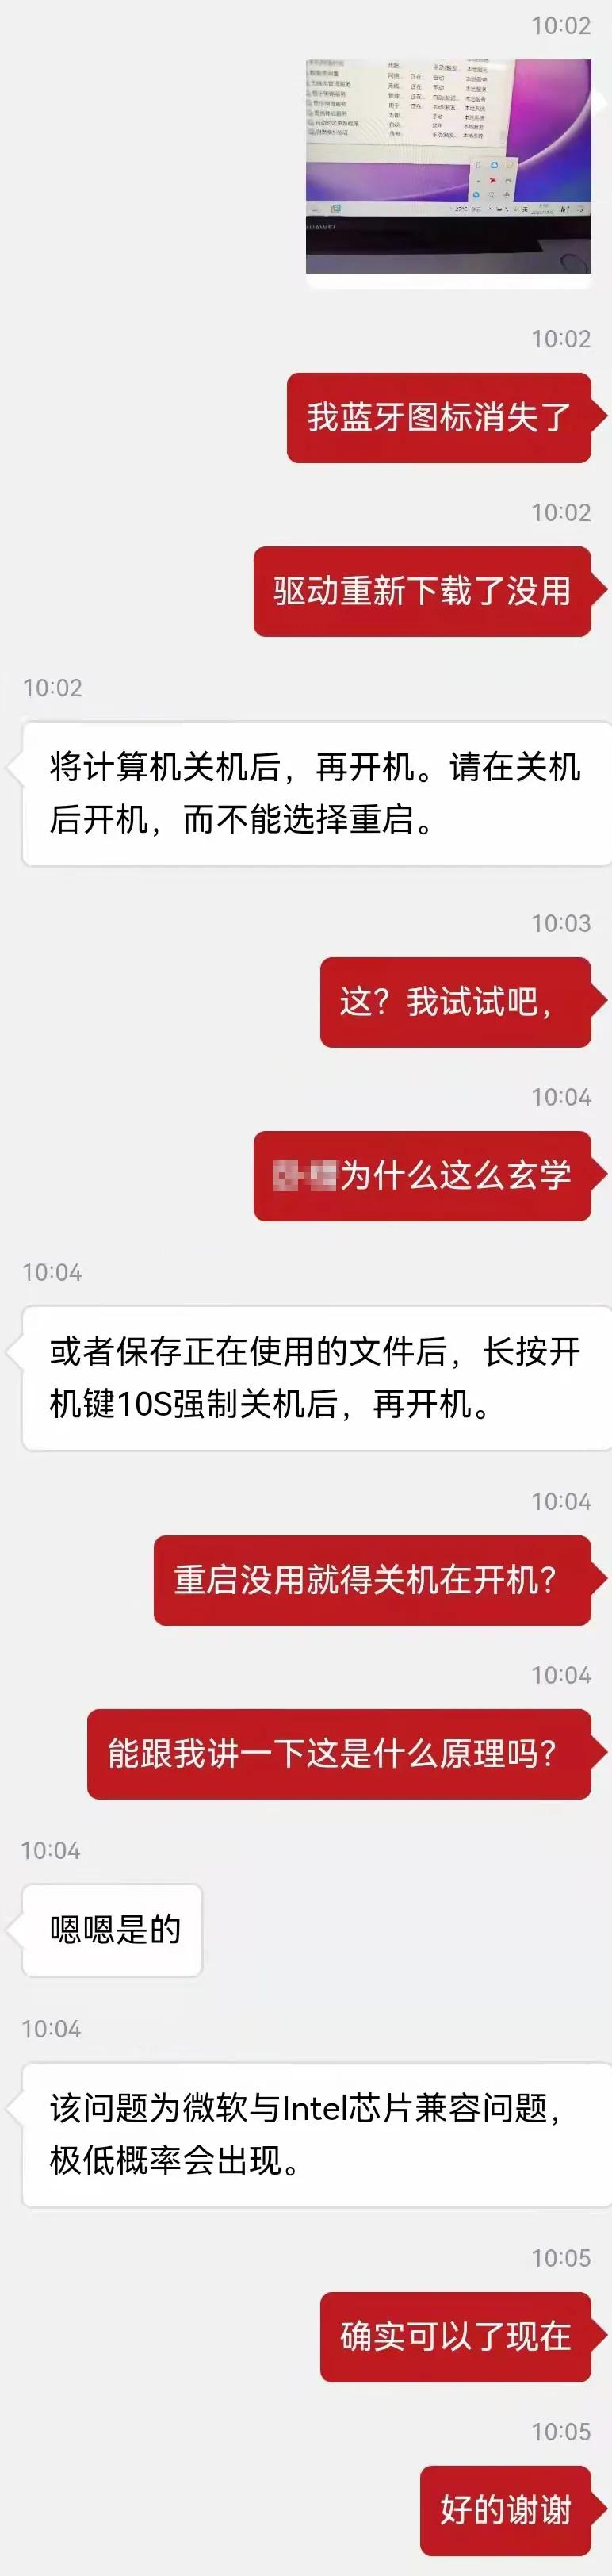 10:02
HUAWEI
10:02
我蓝牙图标消失了
10:02
驱动重新下载了没用
10:02
将计算机关机后，再开机。请在关机
后开机，而不能选择重启。
10:03
这？我试试吧，
10:04
为什么这么玄学
10:04
或者保存正在使用的文件后，长按开
机键10S强制关机后，再开机。
10:04
重启没用就得关机在开机？
10:04
能跟我讲一下这是什么原理吗？
10:04
嗯嗯是的
10:04
该问题为微软与Intel芯片兼容问题，
极低概率会出现。
10:05
确实可以了现在
10:05
好的谢谢